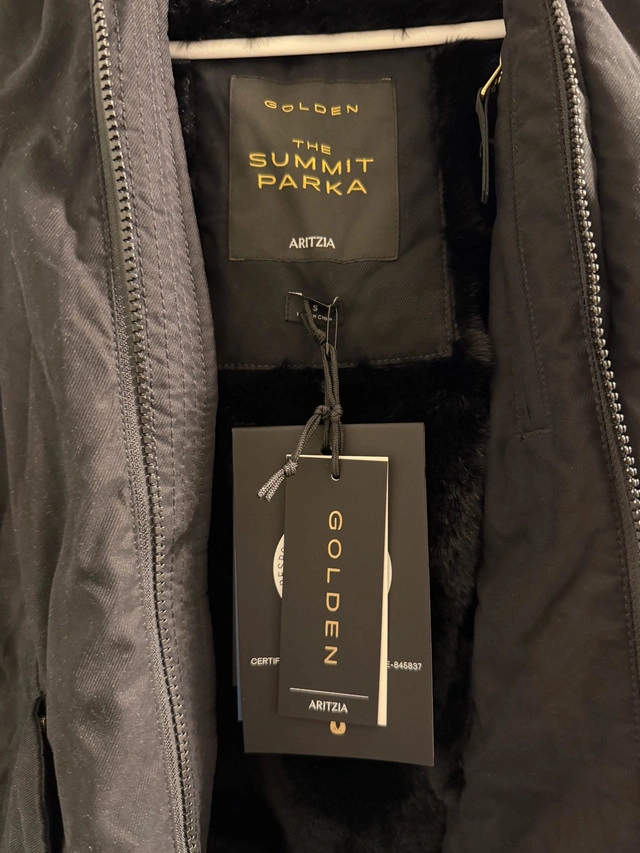 GOLDEN
THE
SUMMIT
PARKA
ARITZIA
S
GOLDEN
CERTIF
E-845837
ARITZIA